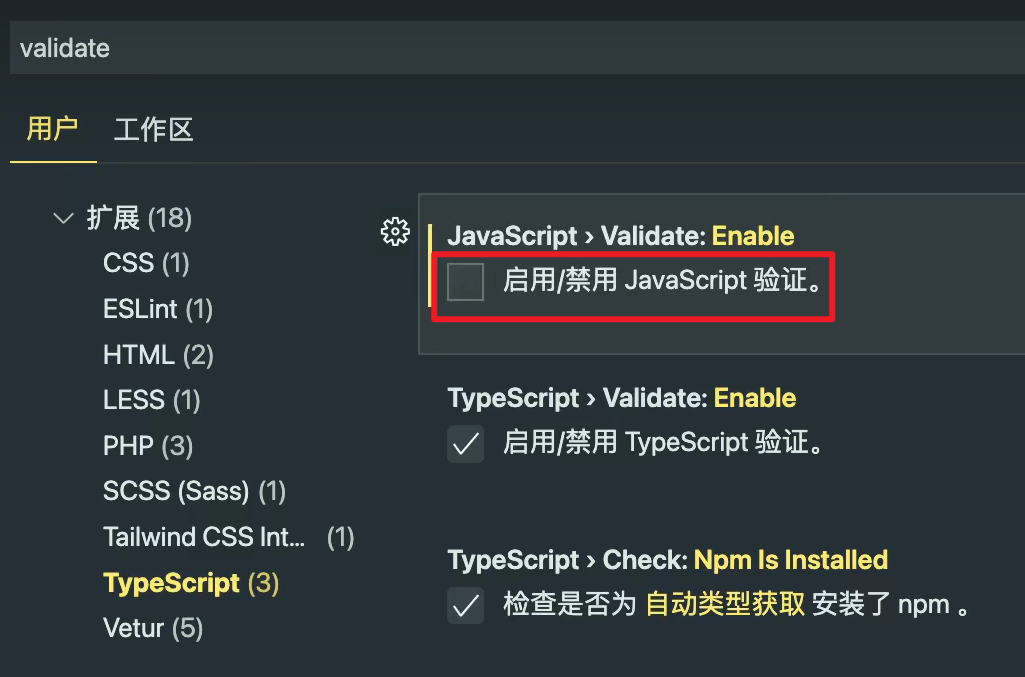 validate
用户 工作区
扩展 (18)
CSS (1)
ESLint (1)
HTML (2)
LESS (1)
PHP (3)
SCSS (Sass) (1)
Tailwind CSS Int... (1)
TypeScript (3)
Vetur (5)
JavaScript › Validate: Enable
启用/禁用 JavaScript 验证。
TypeScript › Validate: Enable
启用/禁用 TypeScript 验证。
TypeScript › Check: Npm Is Installed
检查是否为 自动类型获取 安装了 npm 。